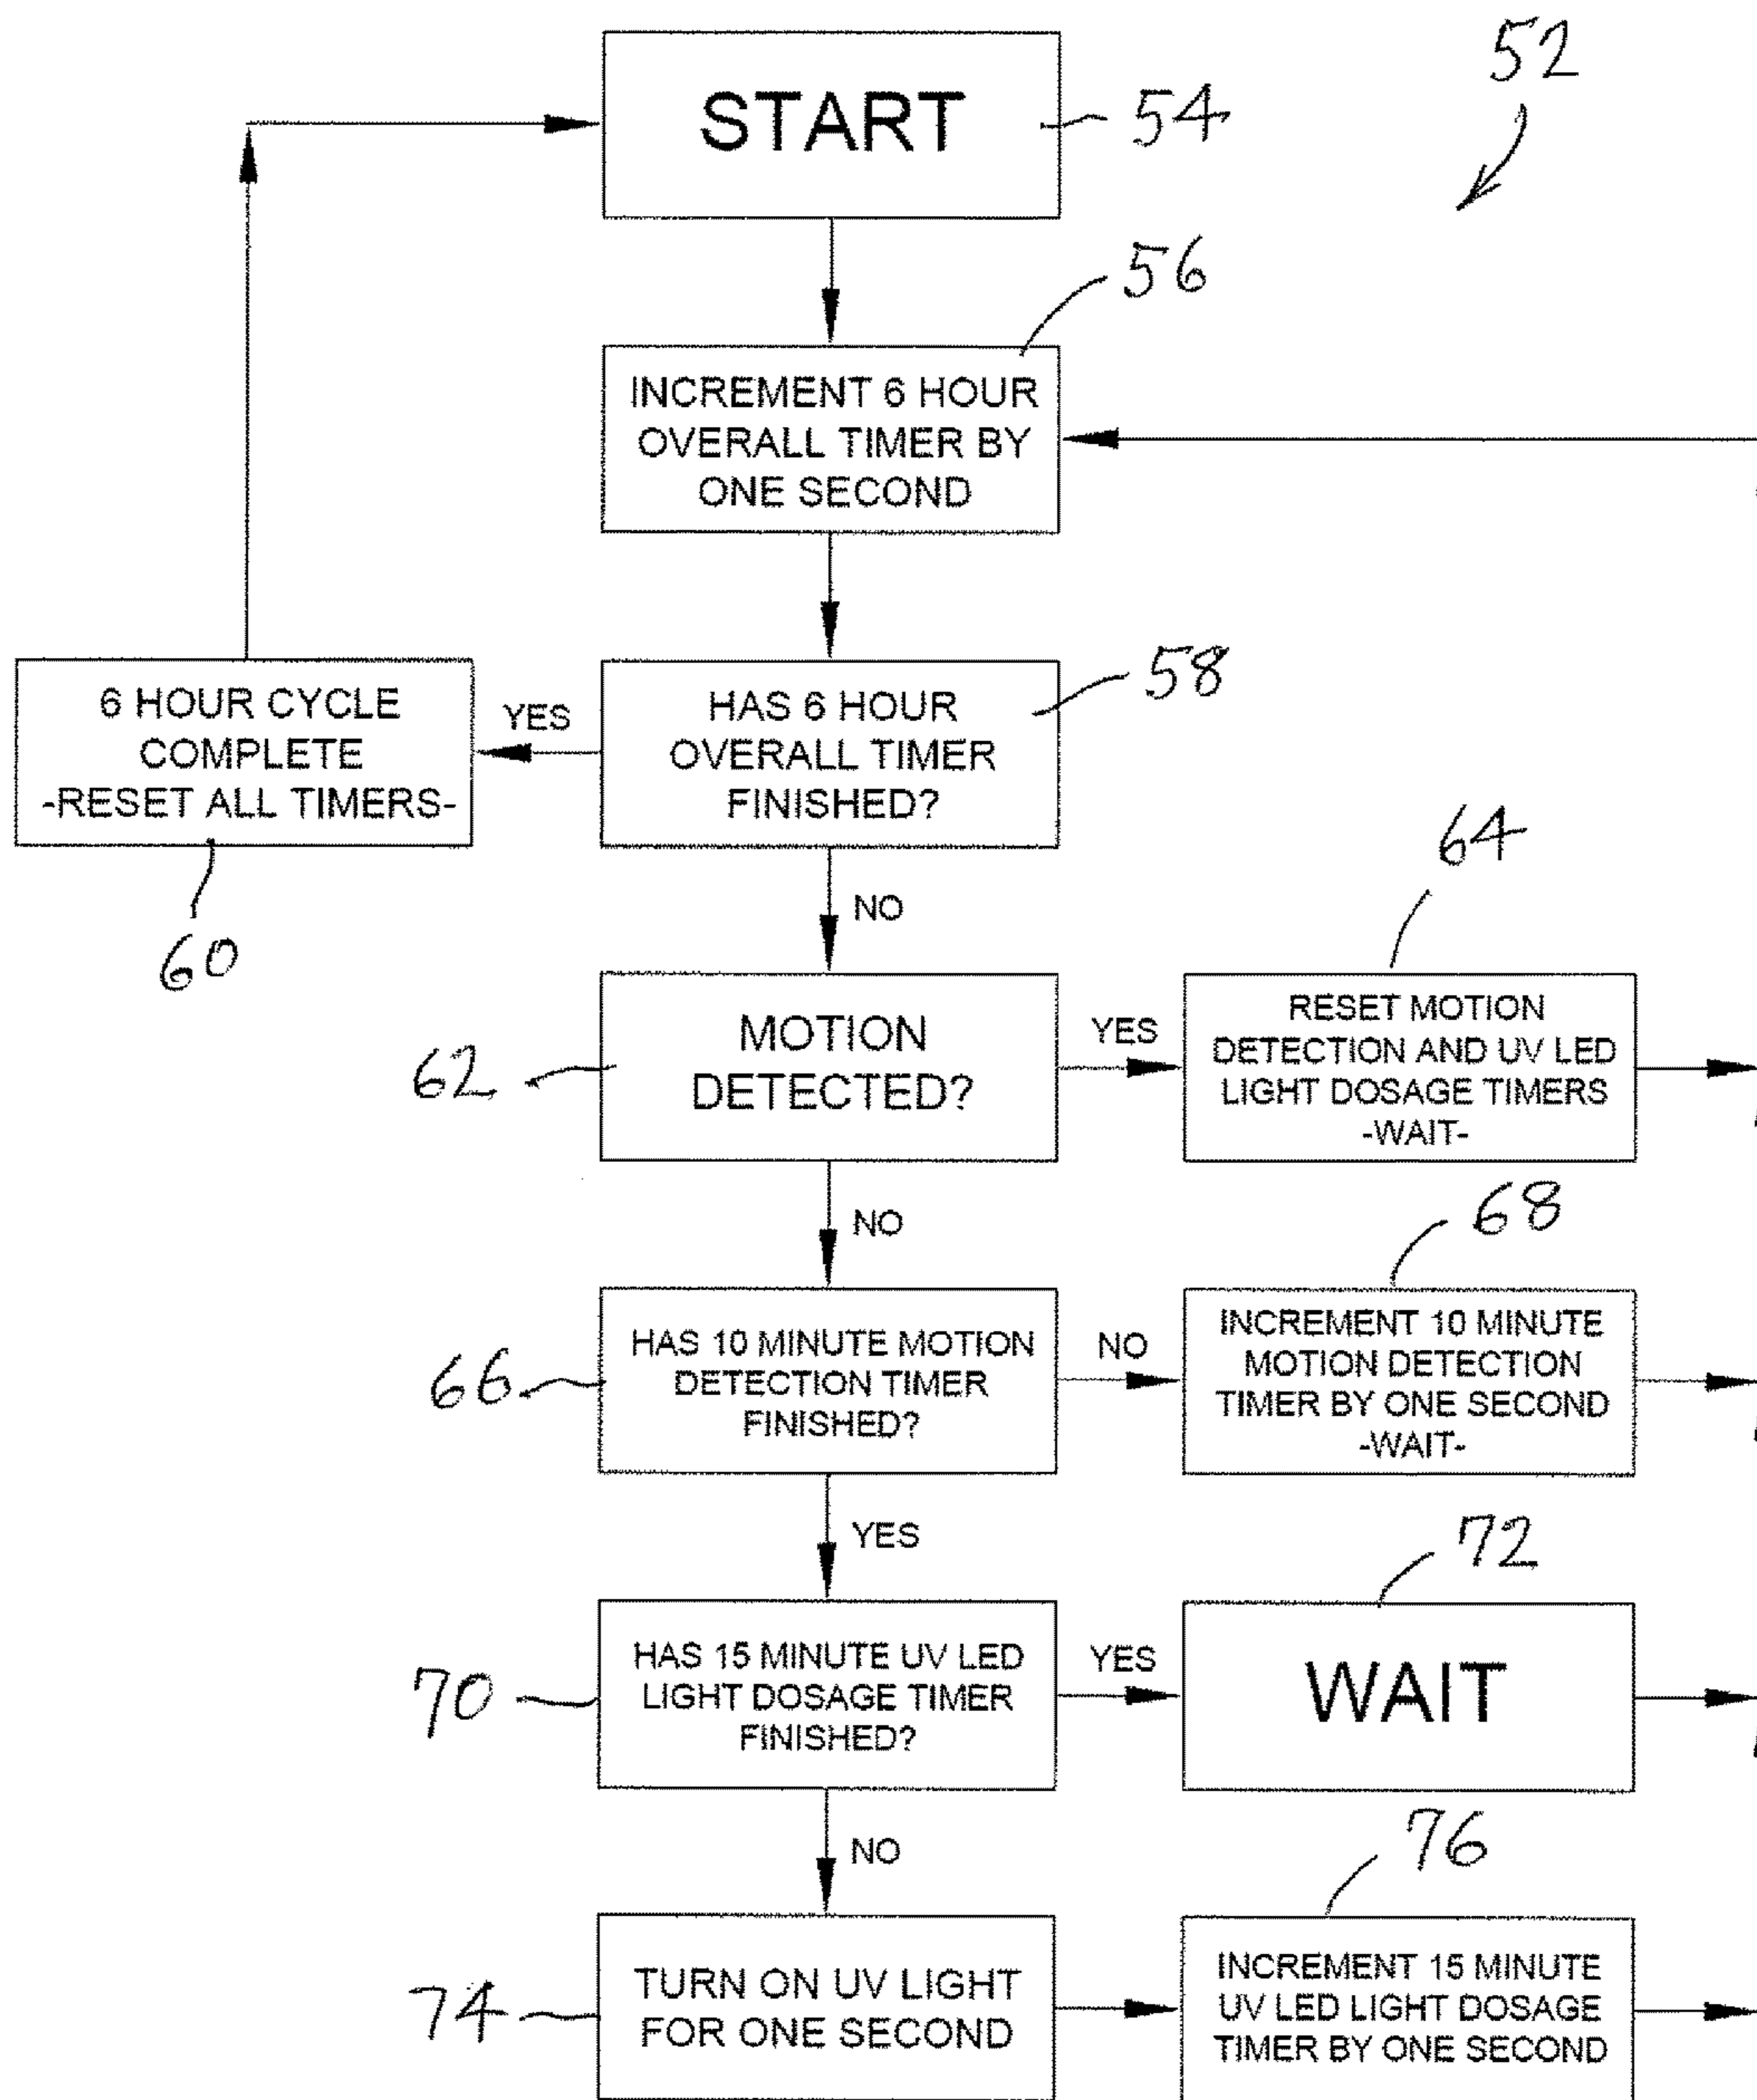 52
START
54
56
INCREMENT 6 HOUR
OVERALL TIMER BY
ONE SECOND
6 HOUR CYCLE
COMPLETE
-RESET ALL TIMERS-
60
YES
HAS 6 HOUR
OVERALL TIMER
FINISHED?
58
NO
MOTION
DETECTED?
62
YES
64
RESET MOTION
DETECTION AND UV LED
LIGHT DOSAGE TIMERS
-WAIT-
NO
66
HAS 10 MINUTE MOTION
DETECTION TIMER
FINISHED?
NO
68
INCREMENT 10 MINUTE
MOTION DETECTION
TIMER BY ONE SECOND
-WAIT-
YES
70
HAS 15 MINUTE UV LED
LIGHT DOSAGE TIMER
FINISHED?
YES
72
WAIT
NO
74
TURN ON UV LIGHT
FOR ONE SECOND
76
INCREMENT 15 MINUTE
UV LED LIGHT DOSAGE
TIMER BY ONE SECOND